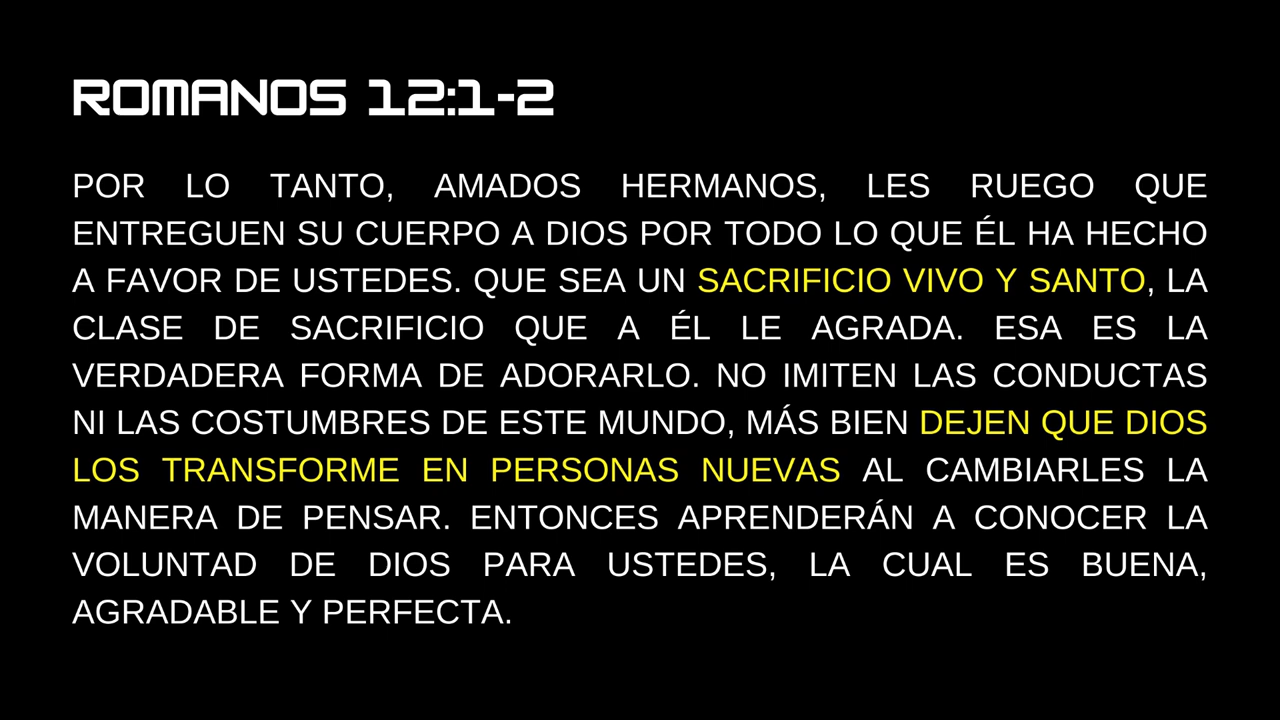 ROMANOS 12:1-2
POR LO TANTO, AMADOS HERMANOS, LES RUEGO QUE
ENTREGUEN SU CUERPO A DIOS POR TODO LO QUE ÉL HA HECHO
A FAVOR DE USTEDES. QUE SEA UN SACRIFICIO VIVO Y SANTO, LA
CLASE DE SACRIFICIO QUE A ÉL LE AGRADA. ESA ES LA
VERDADERA FORMA DE ADORARLO. NO IMITEN LAS CONDUCTAS
NI LAS COSTUMBRES DE ESTE MUNDO, MÁS BIEN DEJEN QUE DIOS
LOS TRANSFORME EN PERSONAS NUEVAS AL CAMBIARLES LA
MANERA DE PENSAR. ENTONCES APRENDERÁN A CONOCER LA
VOLUNTAD DE DIOS PARA USTEDES, LA CUAL ES BUENA,
AGRADABLE Y PERFECTA.